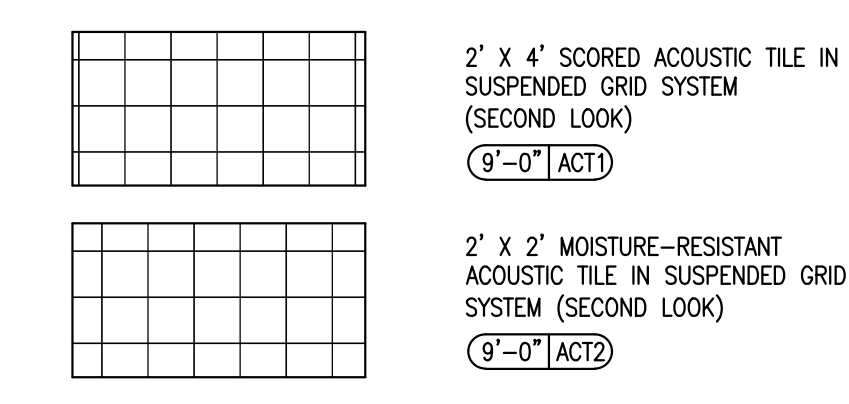 2' X 4' SCORED ACOUSTIC TILE IN
SUSPENDED GRID SYSTEM
(SECOND LOOK)
9'-0" ACT1
2' X 2' MOISTURE-RESISTANT
ACOUSTIC TILE IN SUSPENDED GRID
SYSTEM (SECOND LOOK)
9'-0" ACT2